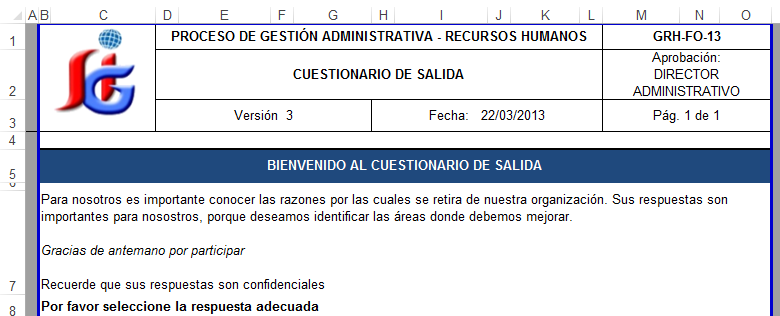 A B C D E F G H I J K L M N O
1 PROCESO DE GESTIÓN ADMINISTRATIVA - RECURSOS HUMANOS GRH-FO-13
Aprobación:
2 CUESTIONARIO DE SALIDA DIRECTOR
ADMINISTRATIVO
3 Versión 3 Fecha: 22/03/2013 Pág. 1 de 1
4
5 BIENVENIDO AL CUESTIONARIO DE SALIDA
Para nosotros es importante conocer las razones por las cuales se retira de nuestra organización. Sus respuestas son
importantes para nosostros, porque deseamos identificar las áreas donde debemos mejorar.
Gracias de antemano por participar
7 Recuerde que sus respuestas son confidenciales
8 Por favor seleccione la respuesta adecuada